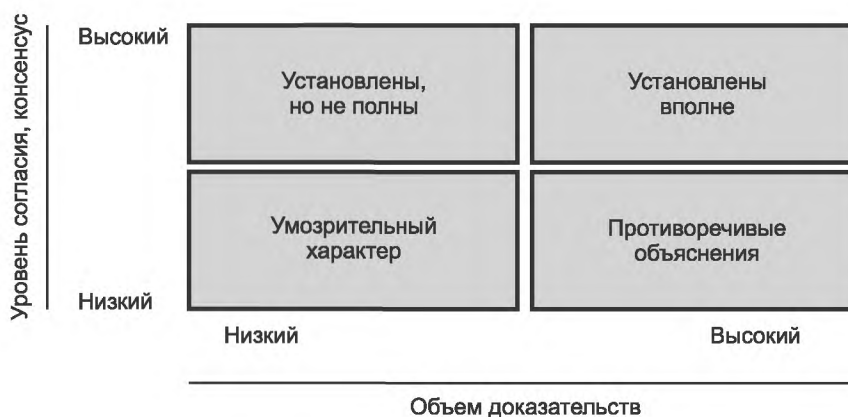 Уровень согласия, консенсус
Высокий
Установлены,
но не полны
Установлены
вполне
Умозрительный
характер
Противоречивые
объяснения
Низкий
Низкий
Высокий
Объем доказательств